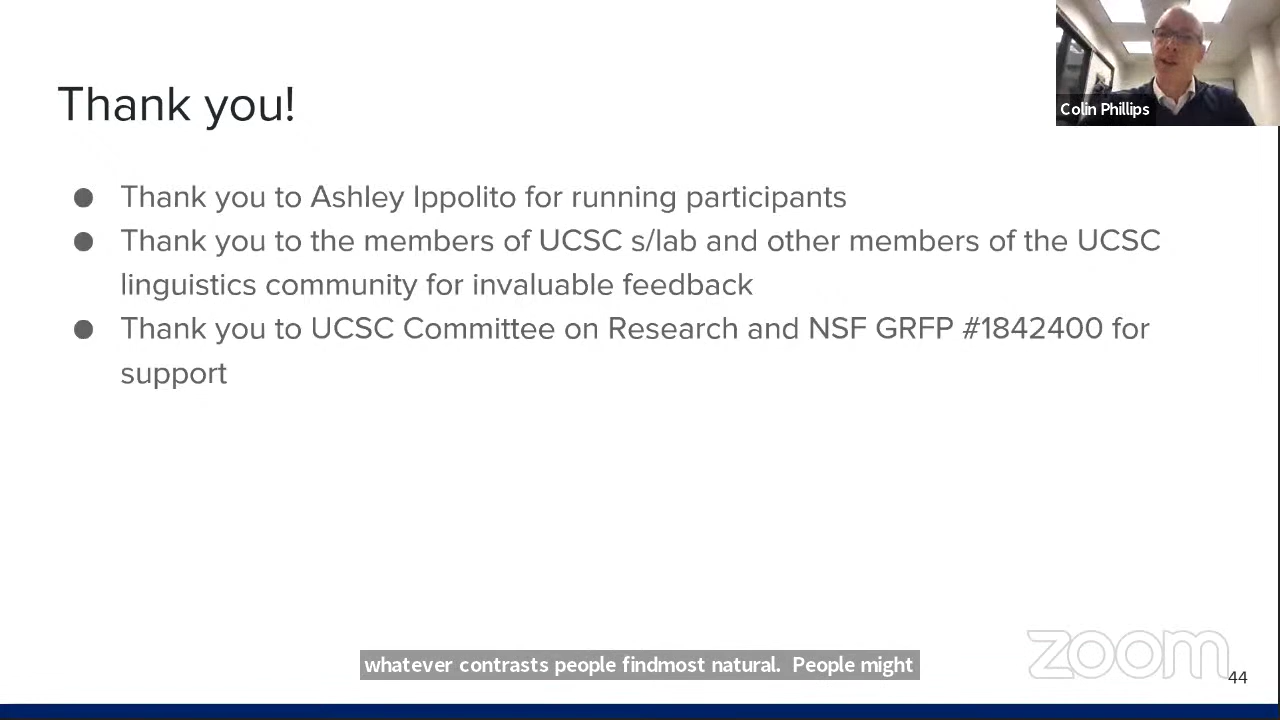 Thank you!
Colin Phillips
● Thank you to Ashley Ippolito for running participants
● Thank you to the members of UCSC s/lab and other members of the UCSC
linguistics community for invaluable feedback
● Thank you to UCSC Committee on Research and NSF GRFP #1842400 for
support
whatever contrasts people findmost natural. People might
zoom
44